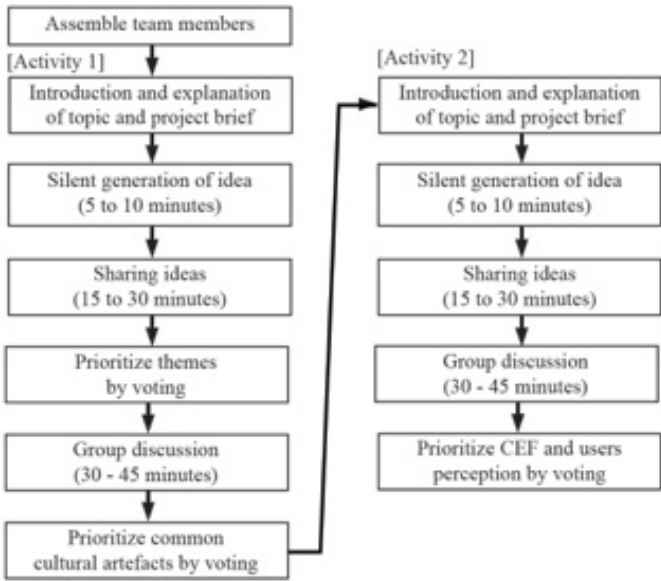 Assemble team members
[Activity 1]
Introduction and explanation
of topic and project brief
Silent generation of idea
(5 to 10 minutes)
Sharing ideas
(15 to 30 minutes)
Prioritize themes
by voting
Group discussion
(30 - 45 minutes)
Prioritize common
cultural artefacts by voting
[Activity 2]
Introduction and explanation
of topic and project brief
Silent generation of idea
(5 to 10 minutes)
Sharing ideas
(15 to 30 minutes)
Group discussion
(30 - 45 minutes)
Prioritize CEF and users
perception by voting